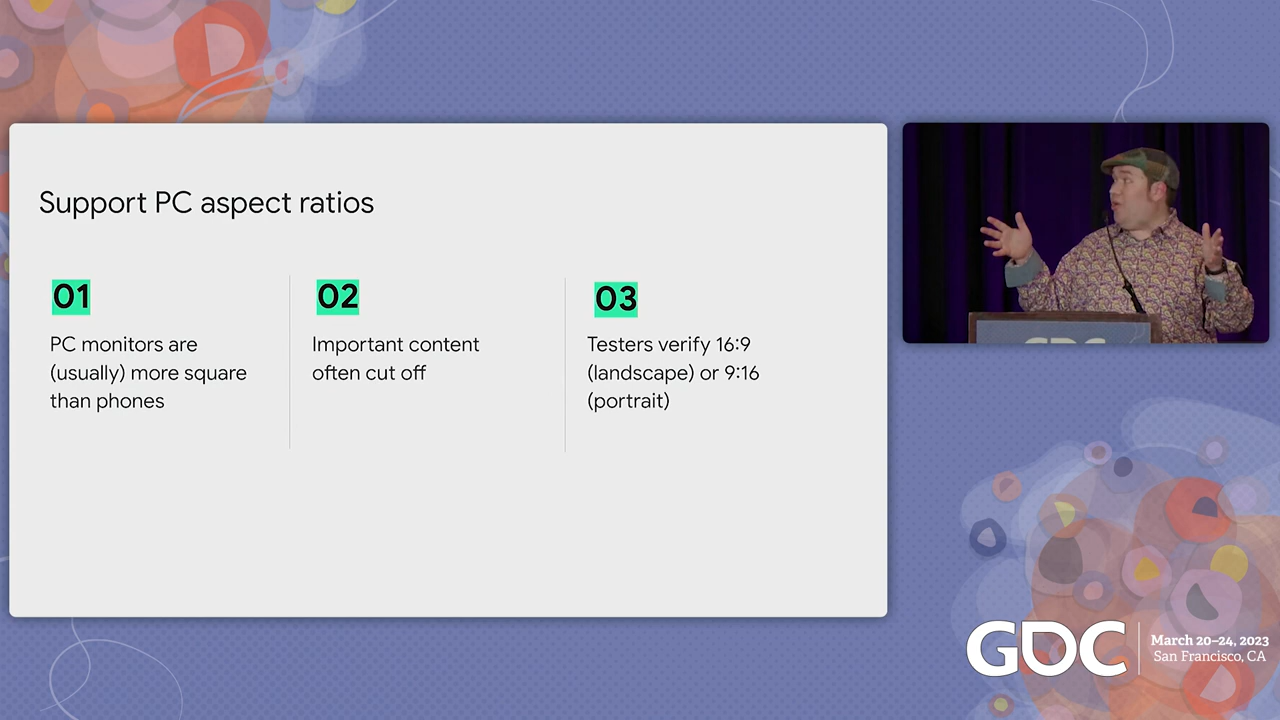 Support PC aspect ratios
01
PC monitors are
(usually) more square
than phones
02
Important content
often cut off
03
Testers verify 16:9
(landscape) or 9:16
(portrait)
GDC
GDC
March 20–24, 2023
San Francisco, CA